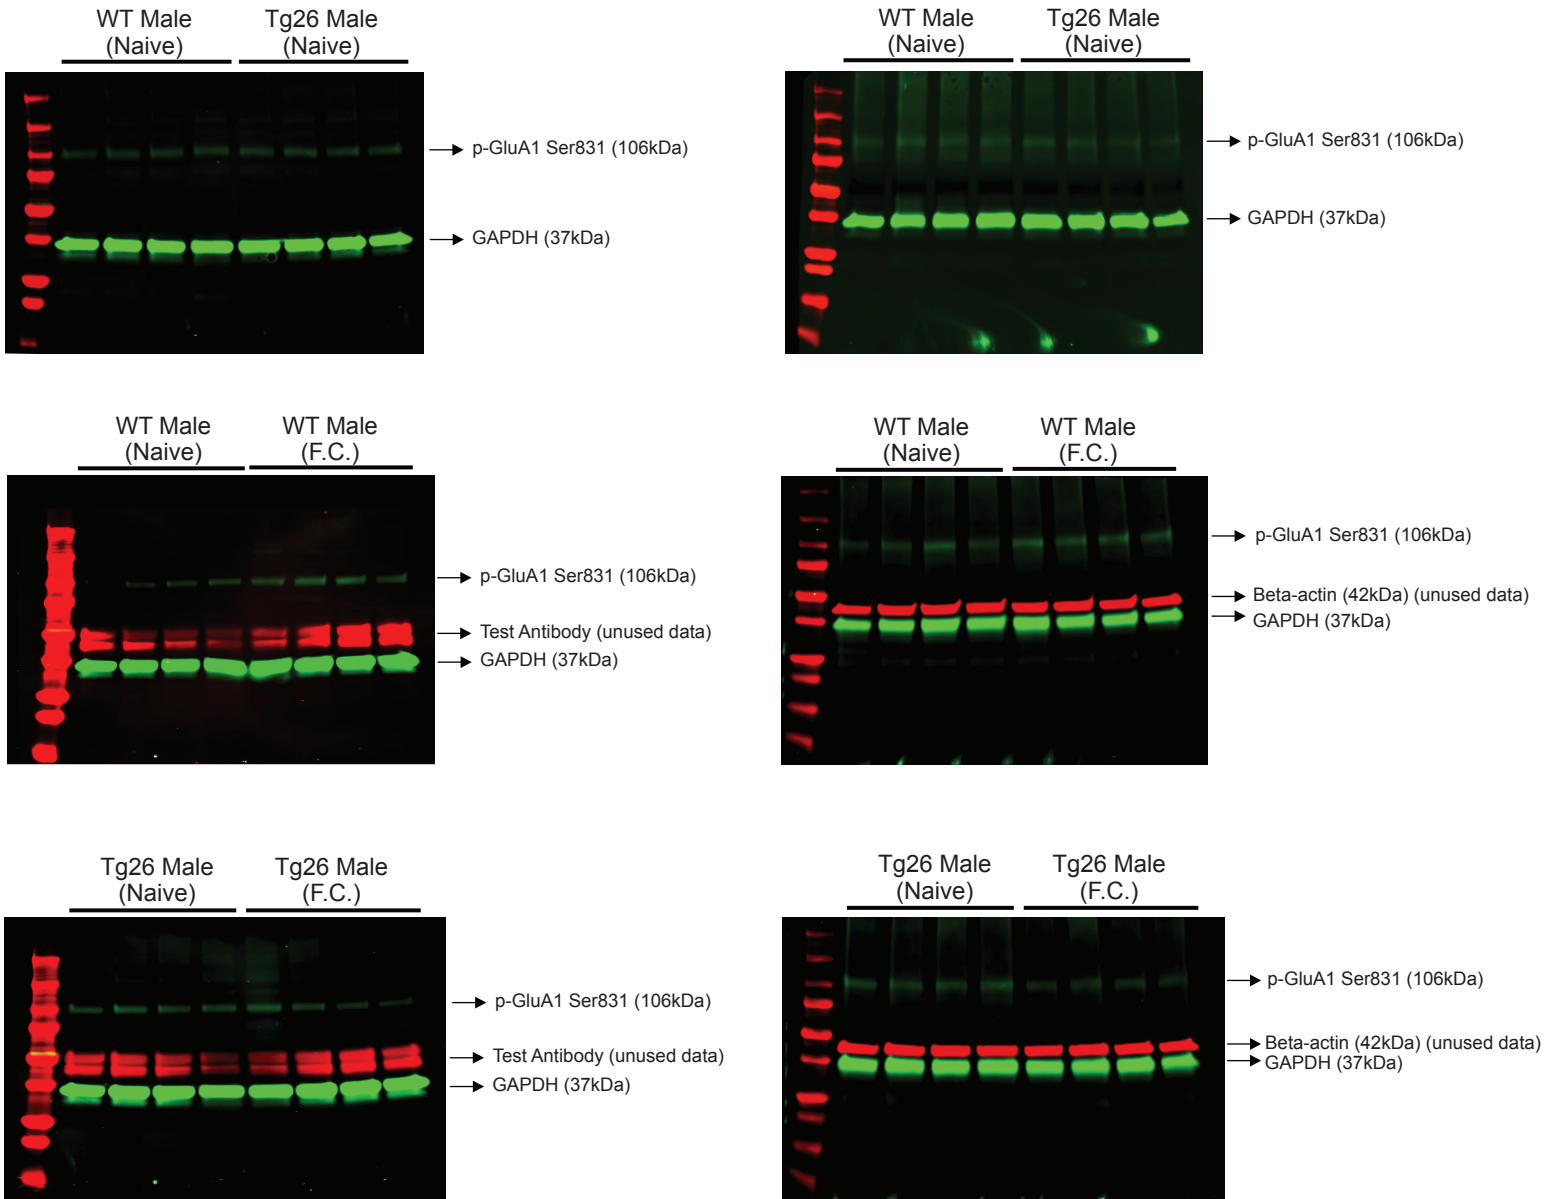 WT Male
(Naive)
Tg26 Male
(Naive)
p-GluA1 Ser831 (106kDa)
GAPDH (37kDa)
WT Male
(Naive)
Tg26 Male
(Naive)
p-GluA1 Ser831 (106kDa)
GAPDH (37kDa)
WT Male
(Naive)
WT Male
(F.C.)
p-GluA1 Ser831 (106kDa)
Test Antibody (unused data)
GAPDH (37kDa)
WT Male
(Naive)
WT Male
(F.C.)
p-GluA1 Ser831 (106kDa)
Beta-actin (42kDa) (unused data)
GAPDH (37kDa)
Tg26 Male
(Naive)
Tg26 Male
(F.C.)
p-GluA1 Ser831 (106kDa)
Test Antibody (unused data)
GAPDH (37kDa)
Tg26 Male
(Naive)
Tg26 Male
(F.C.)
p-GluA1 Ser831 (106kDa)
Beta-actin (42kDa) (unused data)
GAPDH (37kDa)